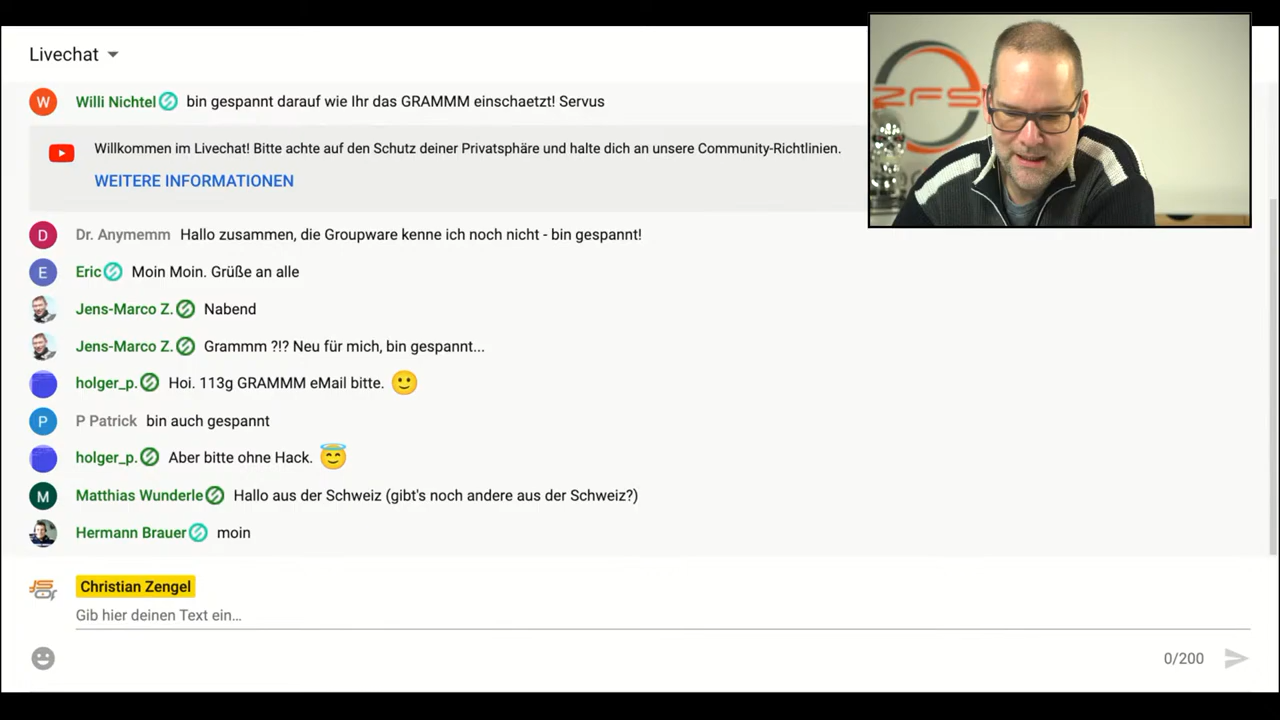 Livechat
W Willi Nichtel bin gespannt darauf wie Ihr das GRAMMM einschaetzt! Servus
Willkommen im Livechat! Bitte achte auf den Schutz deiner Privatsphäre und halte dich an unsere Community-Richtlinien.
WEITERE INFORMATIONEN
D Dr. Anymemm Hallo zusammen, die Groupware kenne ich noch nicht - bin gespannt!
E Eric Moin Moin. Grüße an alle
Jens-Marco Z. Nabend
Jens-Marco Z. Grammm ?!? Neu für mich, bin gespannt...
holger_p. Hoi. 113g GRAMMM eMail bitte. 🙂
P P Patrick bin auch gespannt
holger_p. Aber bitte ohne Hack. 😇
M Matthias Wunderle Hallo aus der Schweiz (gibt's noch andere aus der Schweiz?)
Hermann Brauer moin
Christian Zengel
Gib hier deinen Text ein…
0/200
ZFS